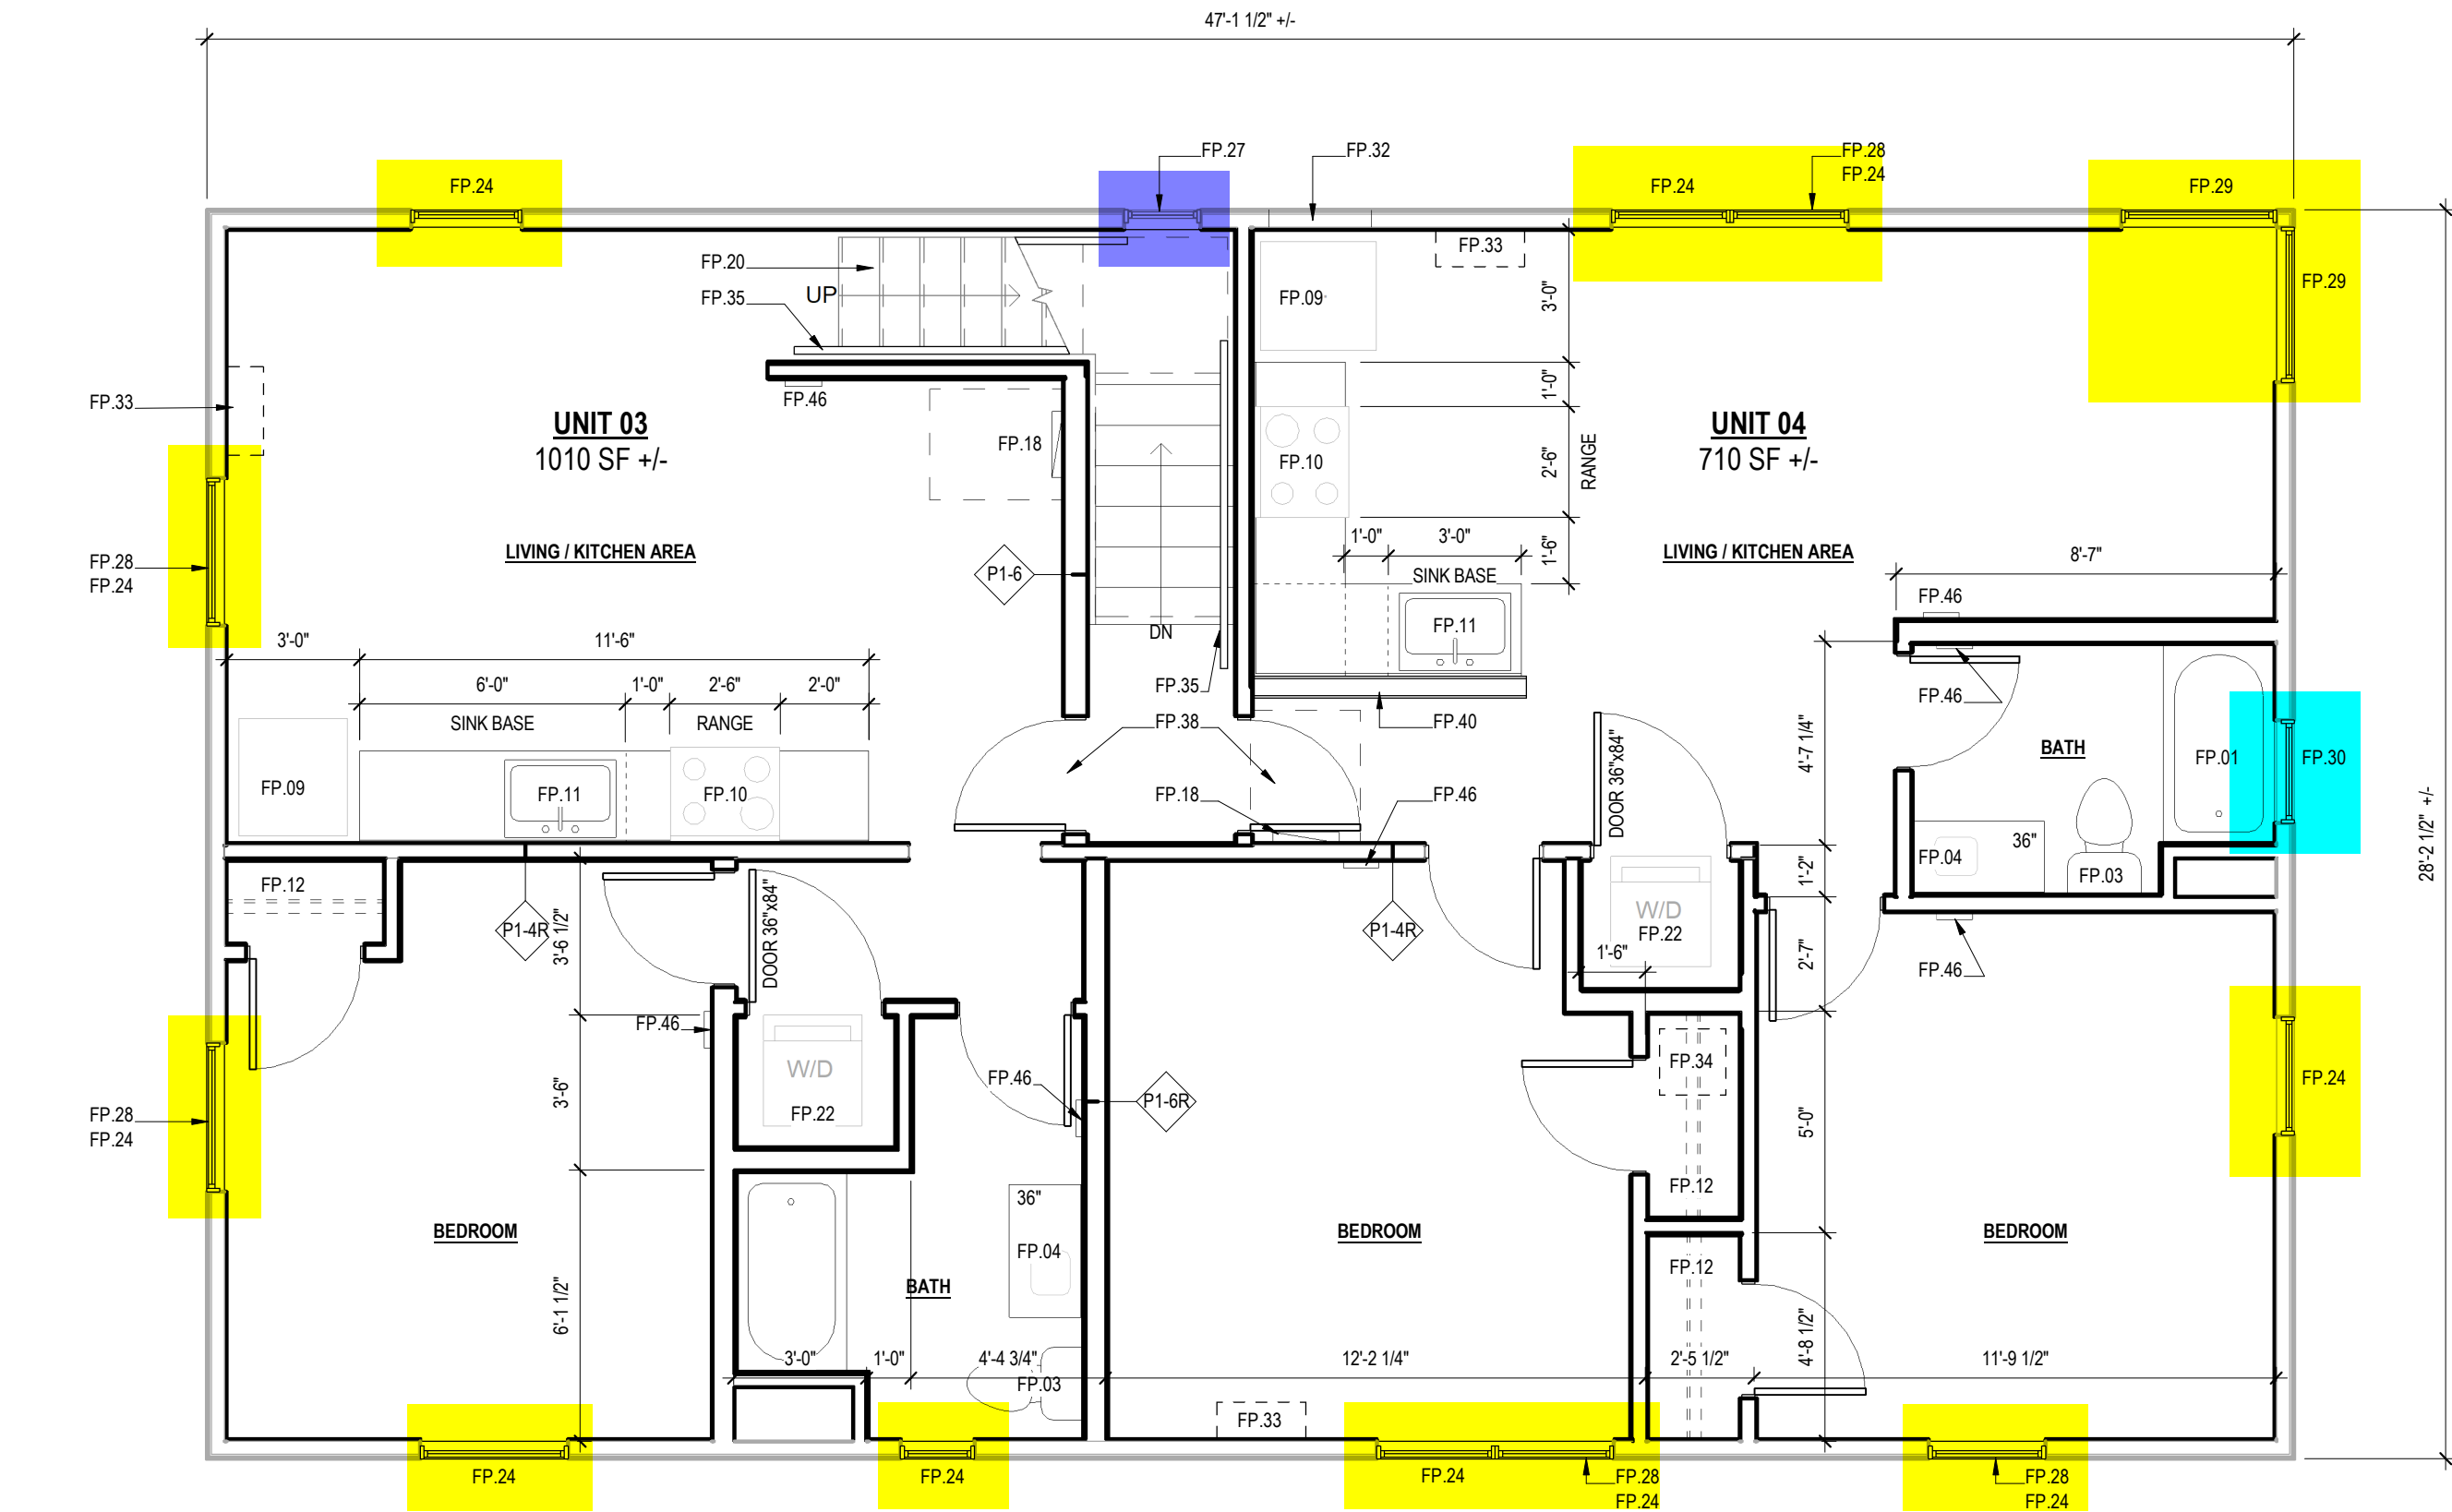 47'-1 1/2" +/-
FP.27
FP.32
FP.28
FP.24
FP.24
FP.24
FP.29
FP.33
FP.20
FP.35
UP
FP.09
3'-0"
FP.29
FP.33
FP.46
1'-0"
UNIT 03
1010 SF +/-
FP.18
FP.10
2'-6"
RANGE
UNIT 04
710 SF +/-
LIVING / KITCHEN AREA
P1-6
1'-0"
3'-0"
1'-6"
LIVING / KITCHEN AREA
8'-7"
FP.28
FP.24
SINK BASE
FP.46
FP.11
DN
3'-0"
11'-6"
6'-0"
1'-0"
2'-6"
2'-0"
SINK BASE
RANGE
FP.35
FP.38
FP.40
FP.46
4'-7 1/4"
BATH
FP.01
FP.30
DOOR 36"x84"
FP.09
FP.11
FP.10
FP.18
FP.46
28'-2 1/2" +/-
36"
FP.04
FP.03
1'-2"
FP.12
DOOR 36"x84"
P1-4R
3'-6 1/2"
P1-4R
W/D
FP.22
1'-6"
2'-7"
FP.46
FP.46
W/D
FP.22
3'-6"
FP.46
P1-6R
FP.34
FP.24
FP.28
FP.24
5'-0"
FP.12
36"
FP.04
BEDROOM
BEDROOM
BEDROOM
FP.12
BATH
6'-1 1/2"
4'-8 1/2"
3'-0"
1'-0"
4'-4 3/4"
12'-2 1/4"
2'-5 1/2"
11'-9 1/2"
FP.03
FP.33
FP.24
FP.24
FP.24
FP.28
FP.24
FP.28
FP.24